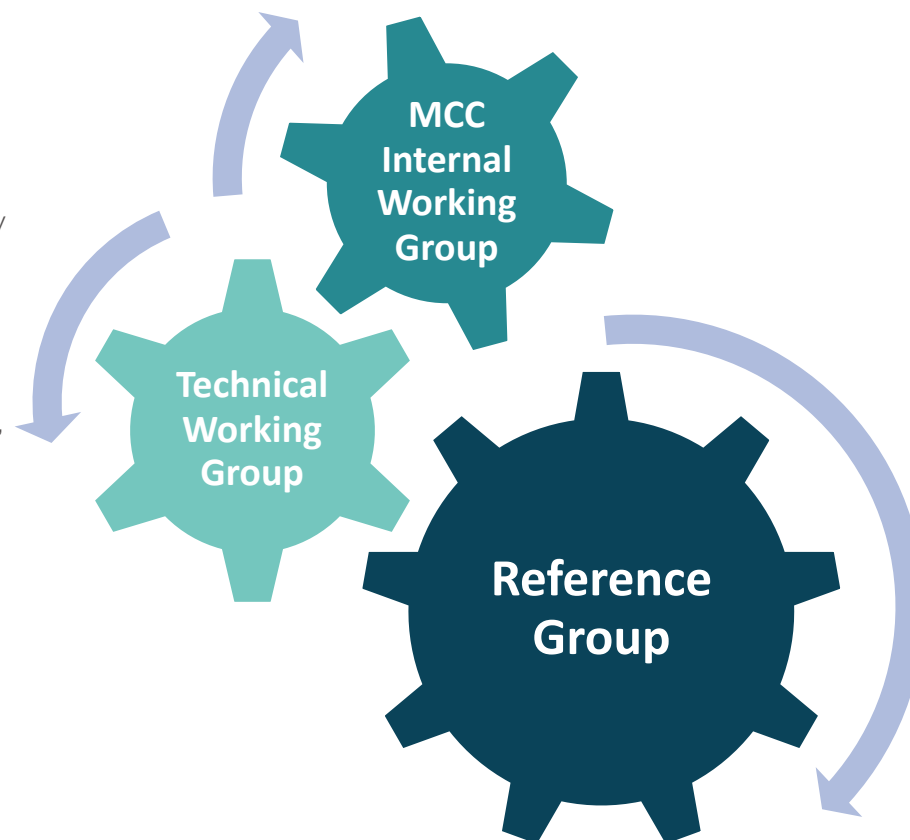 MCC
Internal
Working
Group
Technical
Working
Group
Reference
Group